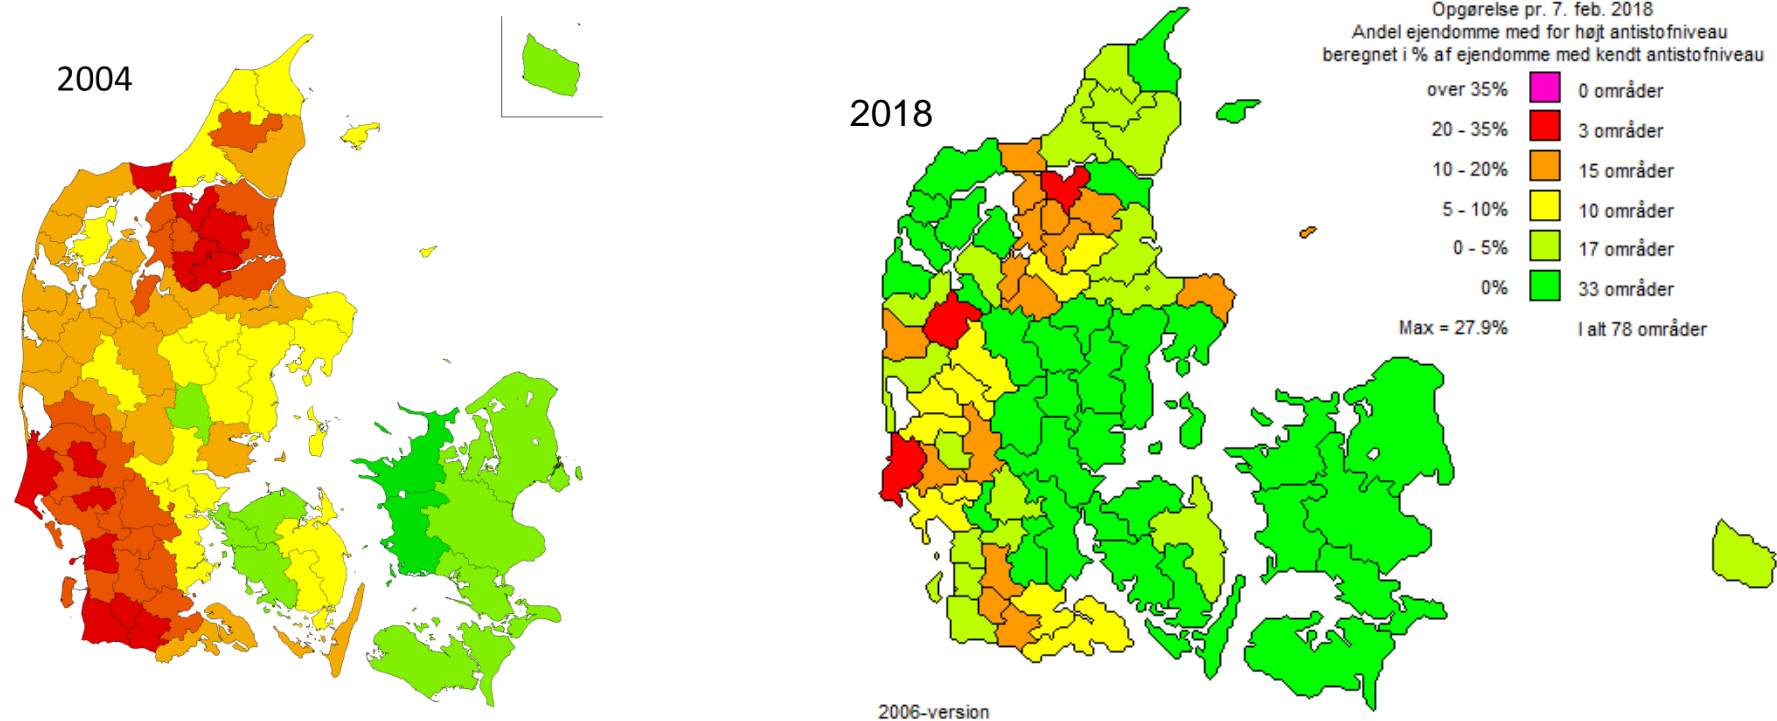 2004
2018
Opgørelse pr. 7. feb. 2018
Andel ejendomme med for højt antistofniveau
beregnet i % af ejendomme med kendt antistofniveau
over 35% 0 områder
20 - 35% 3 områder
10 - 20% 15 områder
5 - 10% 10 områder
0 - 5% 17 områder
0% 33 områder
Max = 27.9% I alt 78 områder
2006-version